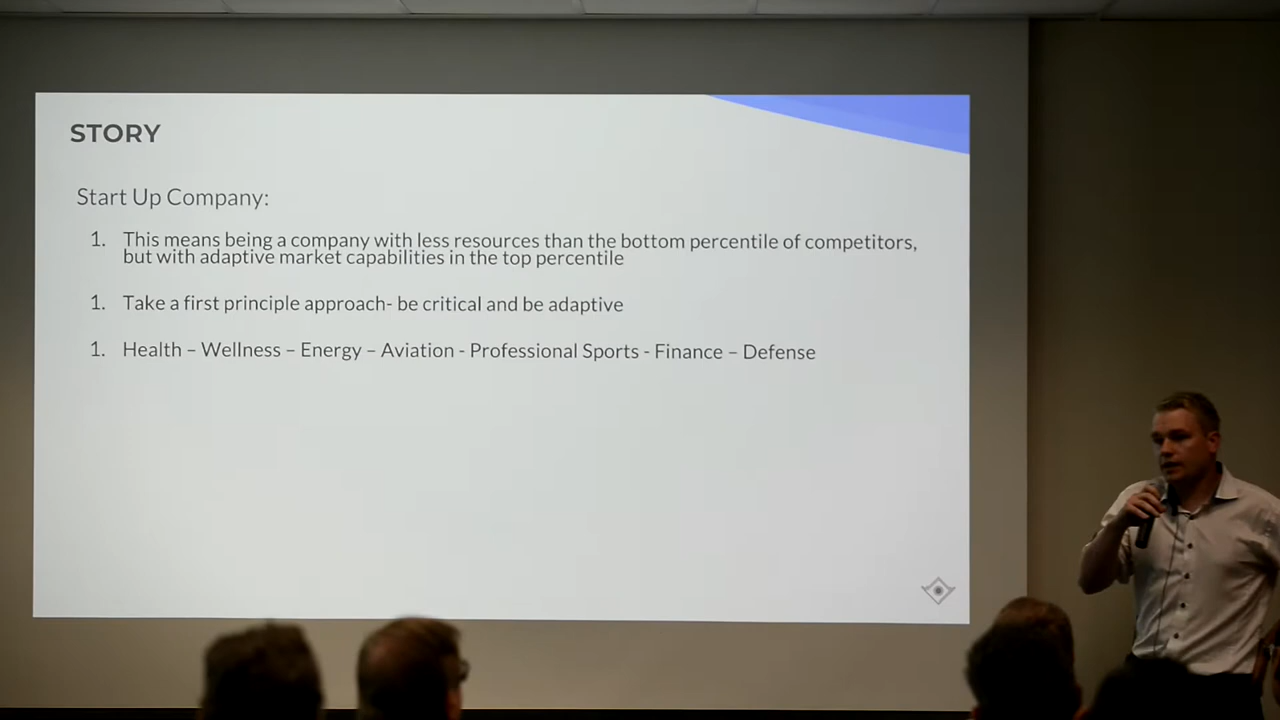 STORY
Start Up Company:
1. This means being a company with less resources than the bottom percentile of competitors,
but with adaptive market capabilities in the top percentile
1. Take a first principle approach- be critical and be adaptive
1. Health – Wellness – Energy – Aviation - Professional Sports - Finance – Defense